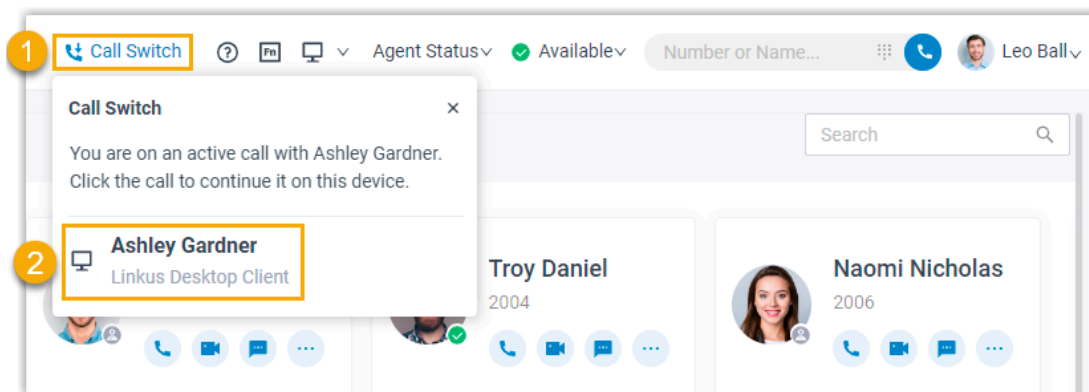 1 Call Switch ? Fn Agent Status Available Number or Name... Leo Ball
Call Switch ×
You are on an active call with Ashley Gardner.
Click the call to continue it on this device.
Search
2 Ashley Gardner
Linkus Desktop Client
Troy Daniel
2004
Naomi Nicholas
2006